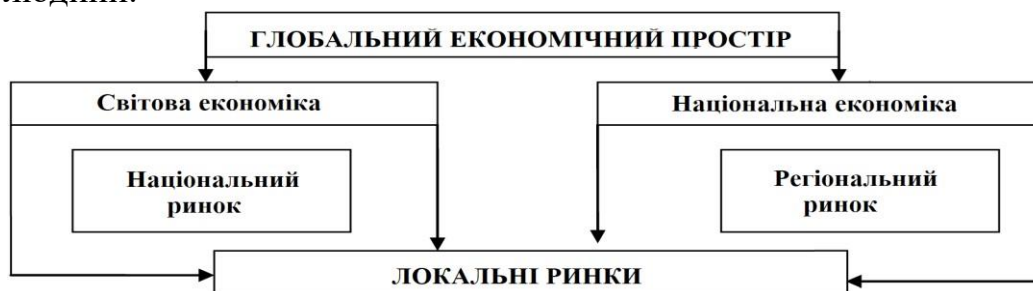 ГЛОБАЛЬНИЙ ЕКОНОМІЧНИЙ ПРОСТІР
Світова економіка
Національна економіка
Національний
ринок
Регіональний
ринок
ЛОКАЛЬНІ РИНКИ